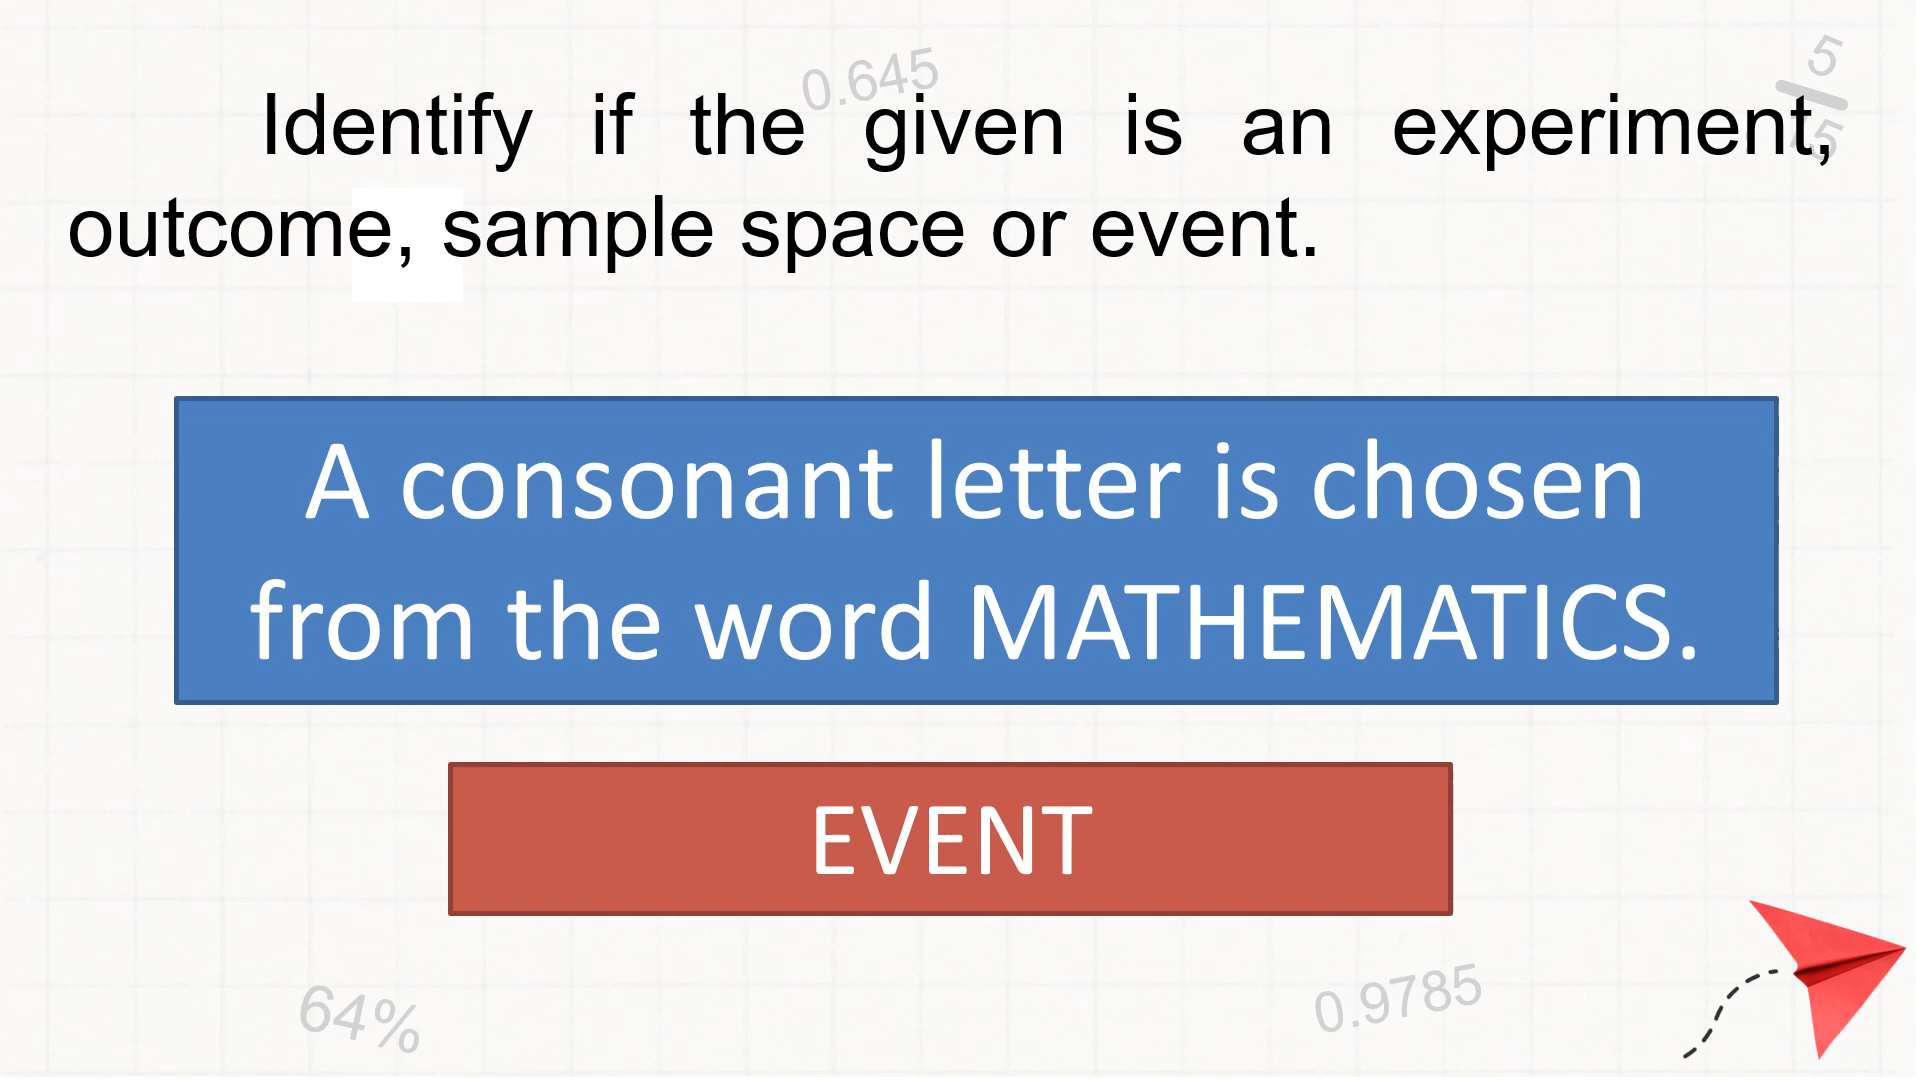 0.645
5
5
Identify if the given is an experiment,
outcome, sample space or event.
A consonant letter is chosen
from the word MATHEMATICS.
EVENT
64%
0.9785